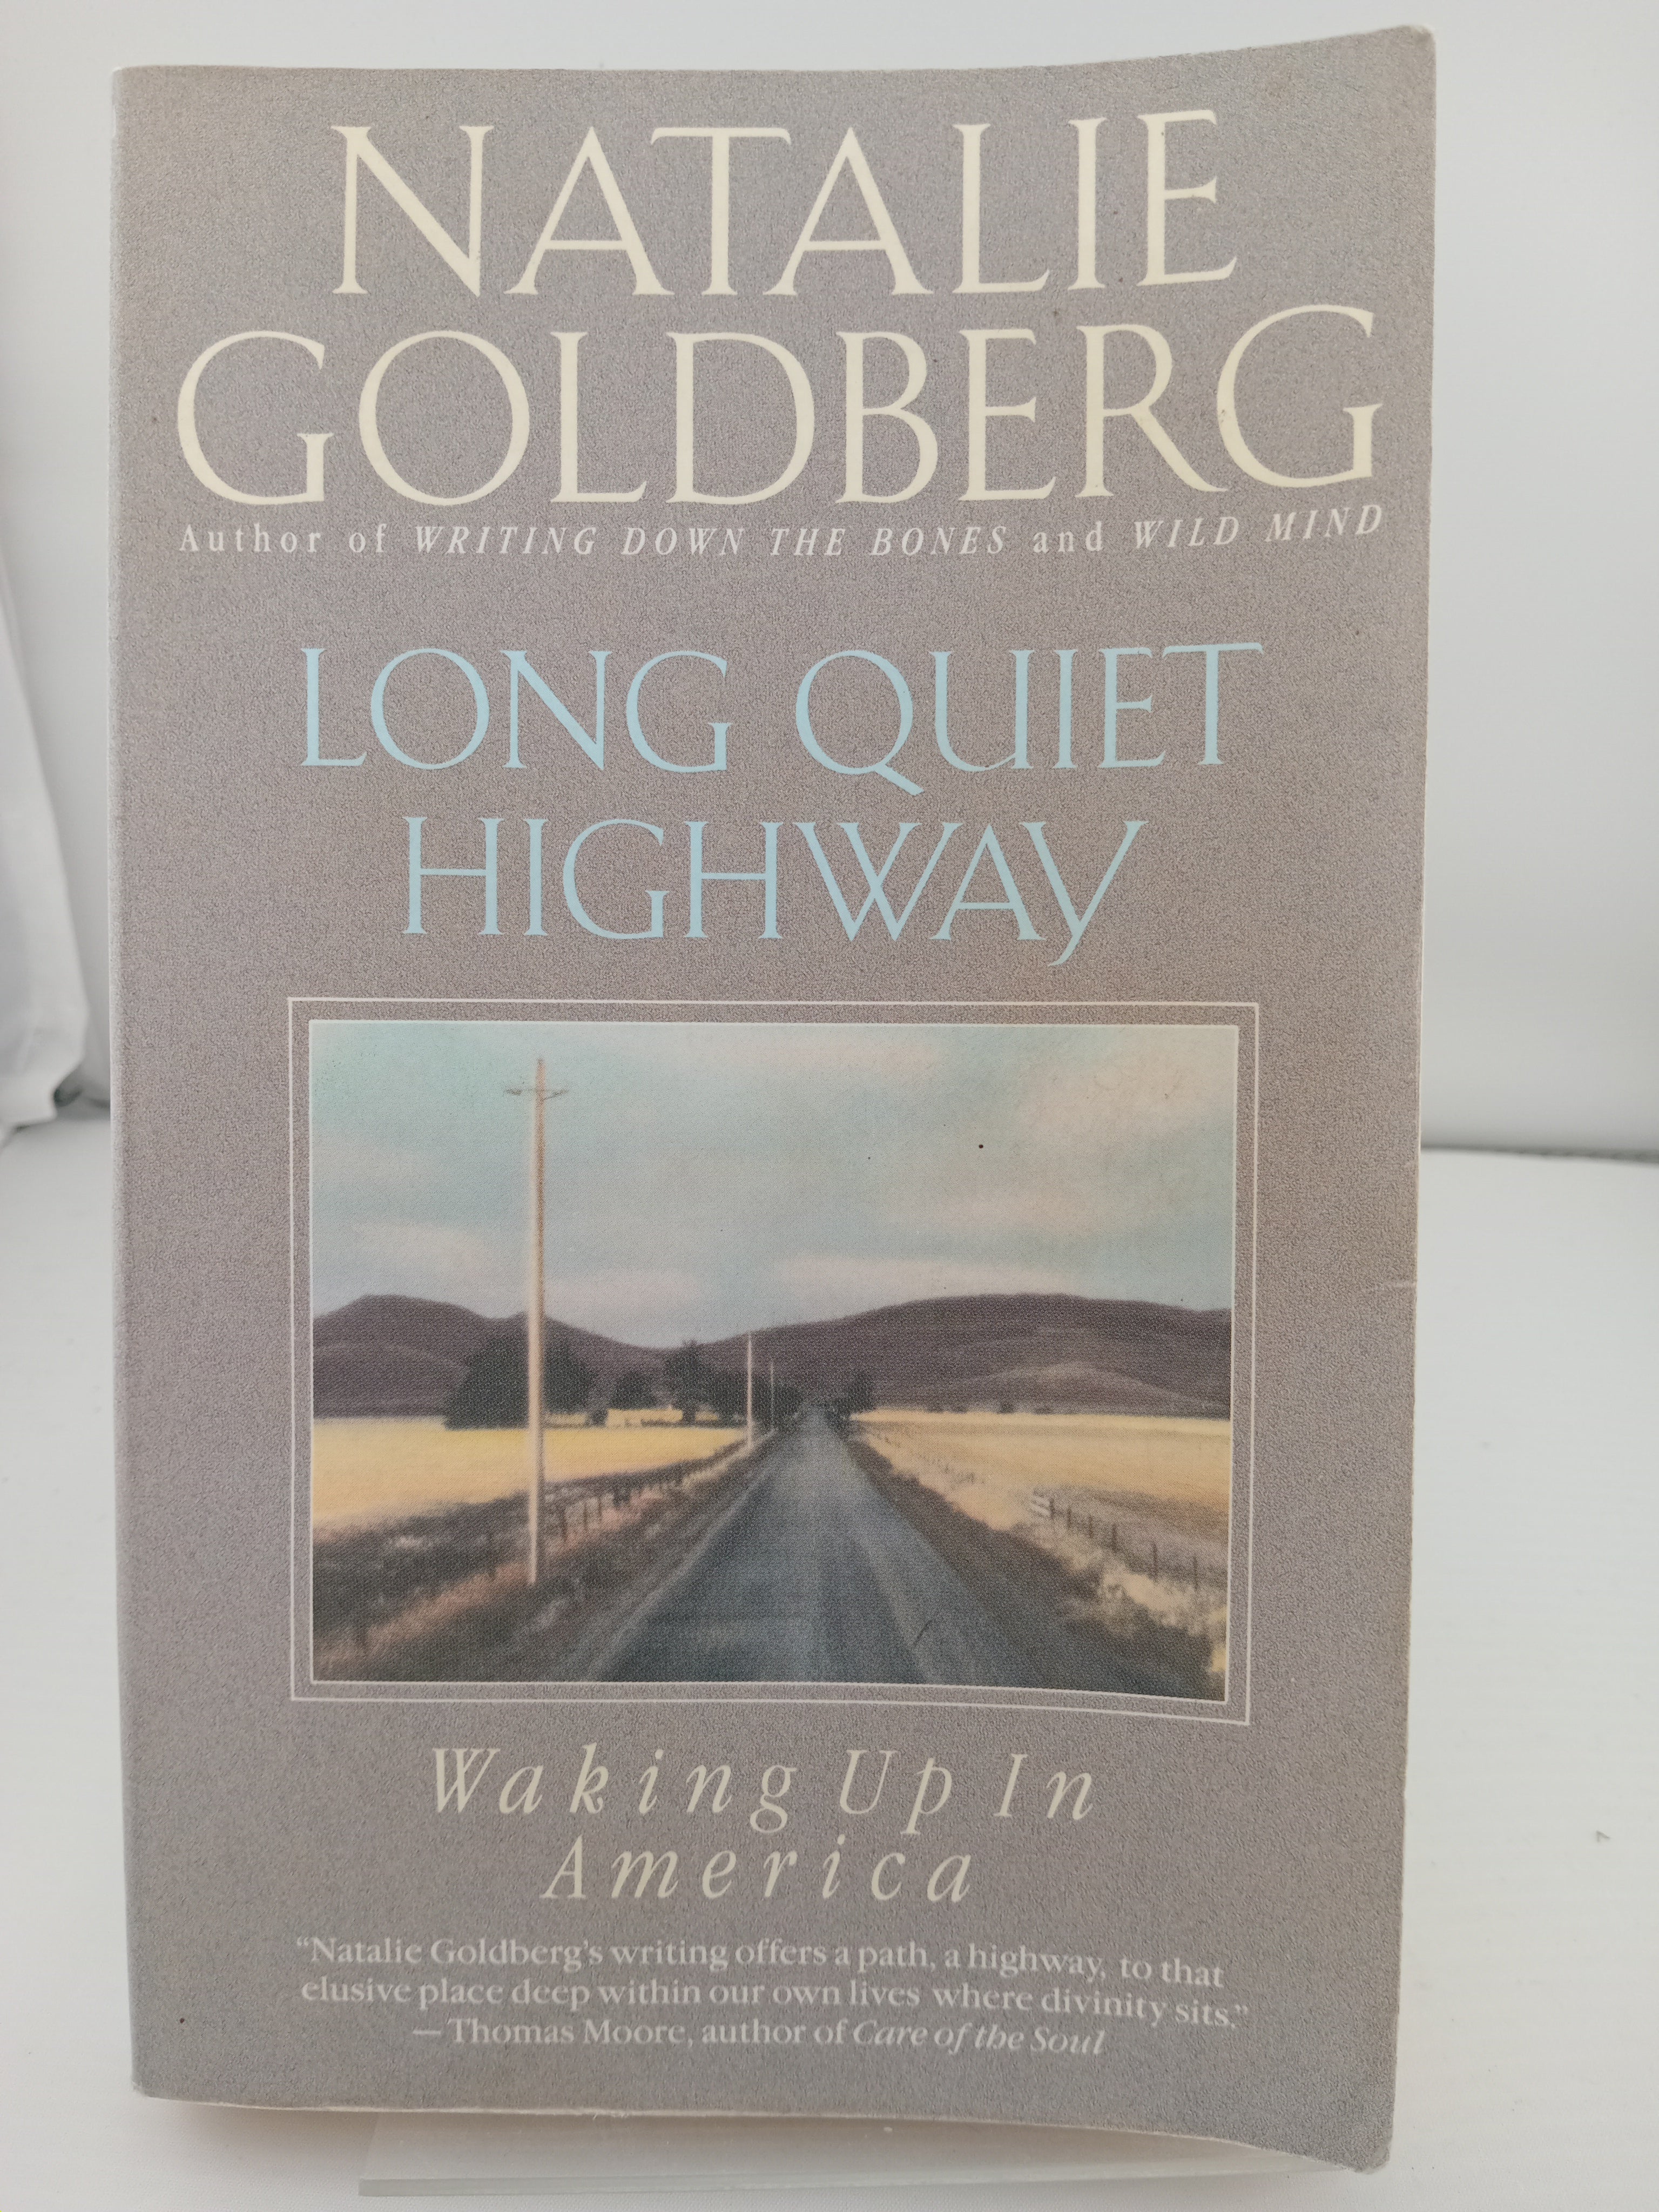 NATALIE
GOLDBERG
Author of WRITING DOWN THE BONES and WILD MIND
LONG QUIET
HIGHWAY
Waking Up In
America
“Natalie Goldberg’s writing offers a path, a highway, to that
elusive place deep within our own lives where divinity sits.”
— Thomas Moore, author of Care of the Soul